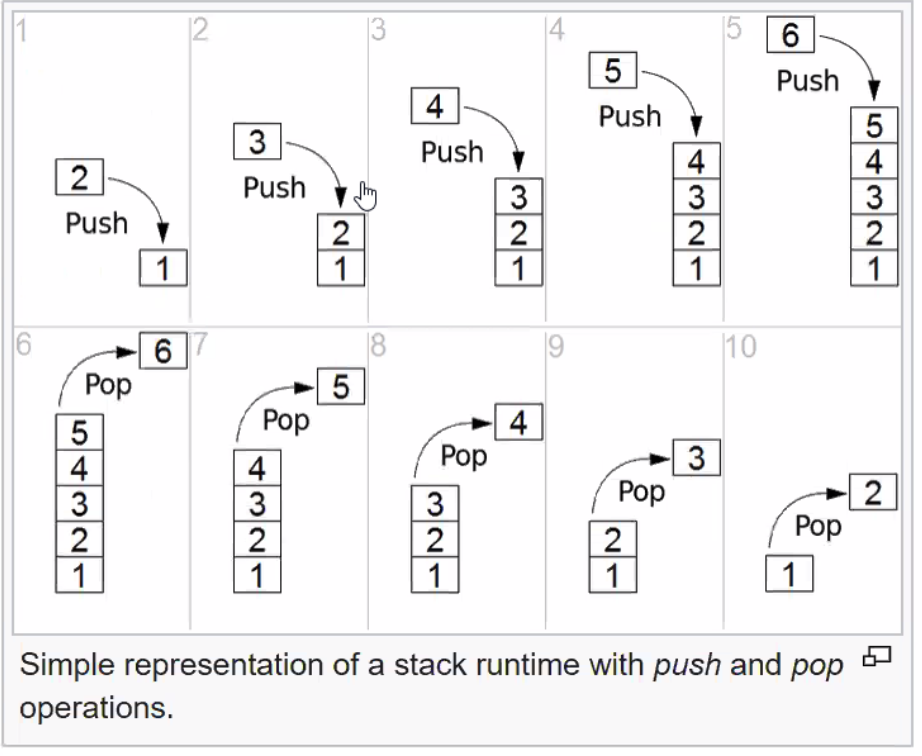 1 2 3 4 5
6
5
4
3
2
Push
Push
Push
Push
Push
5
4 4
3 3 3
2 2 2 2
1 1 1 1 1
6 7 8 9 10
6
5
4
3
2
Pop
Pop
Pop
Pop
Pop
5
4 4
3 3 3
2 2 2 2
1 1 1 1 1
Simple representation of a stack runtime with push and pop
operations.